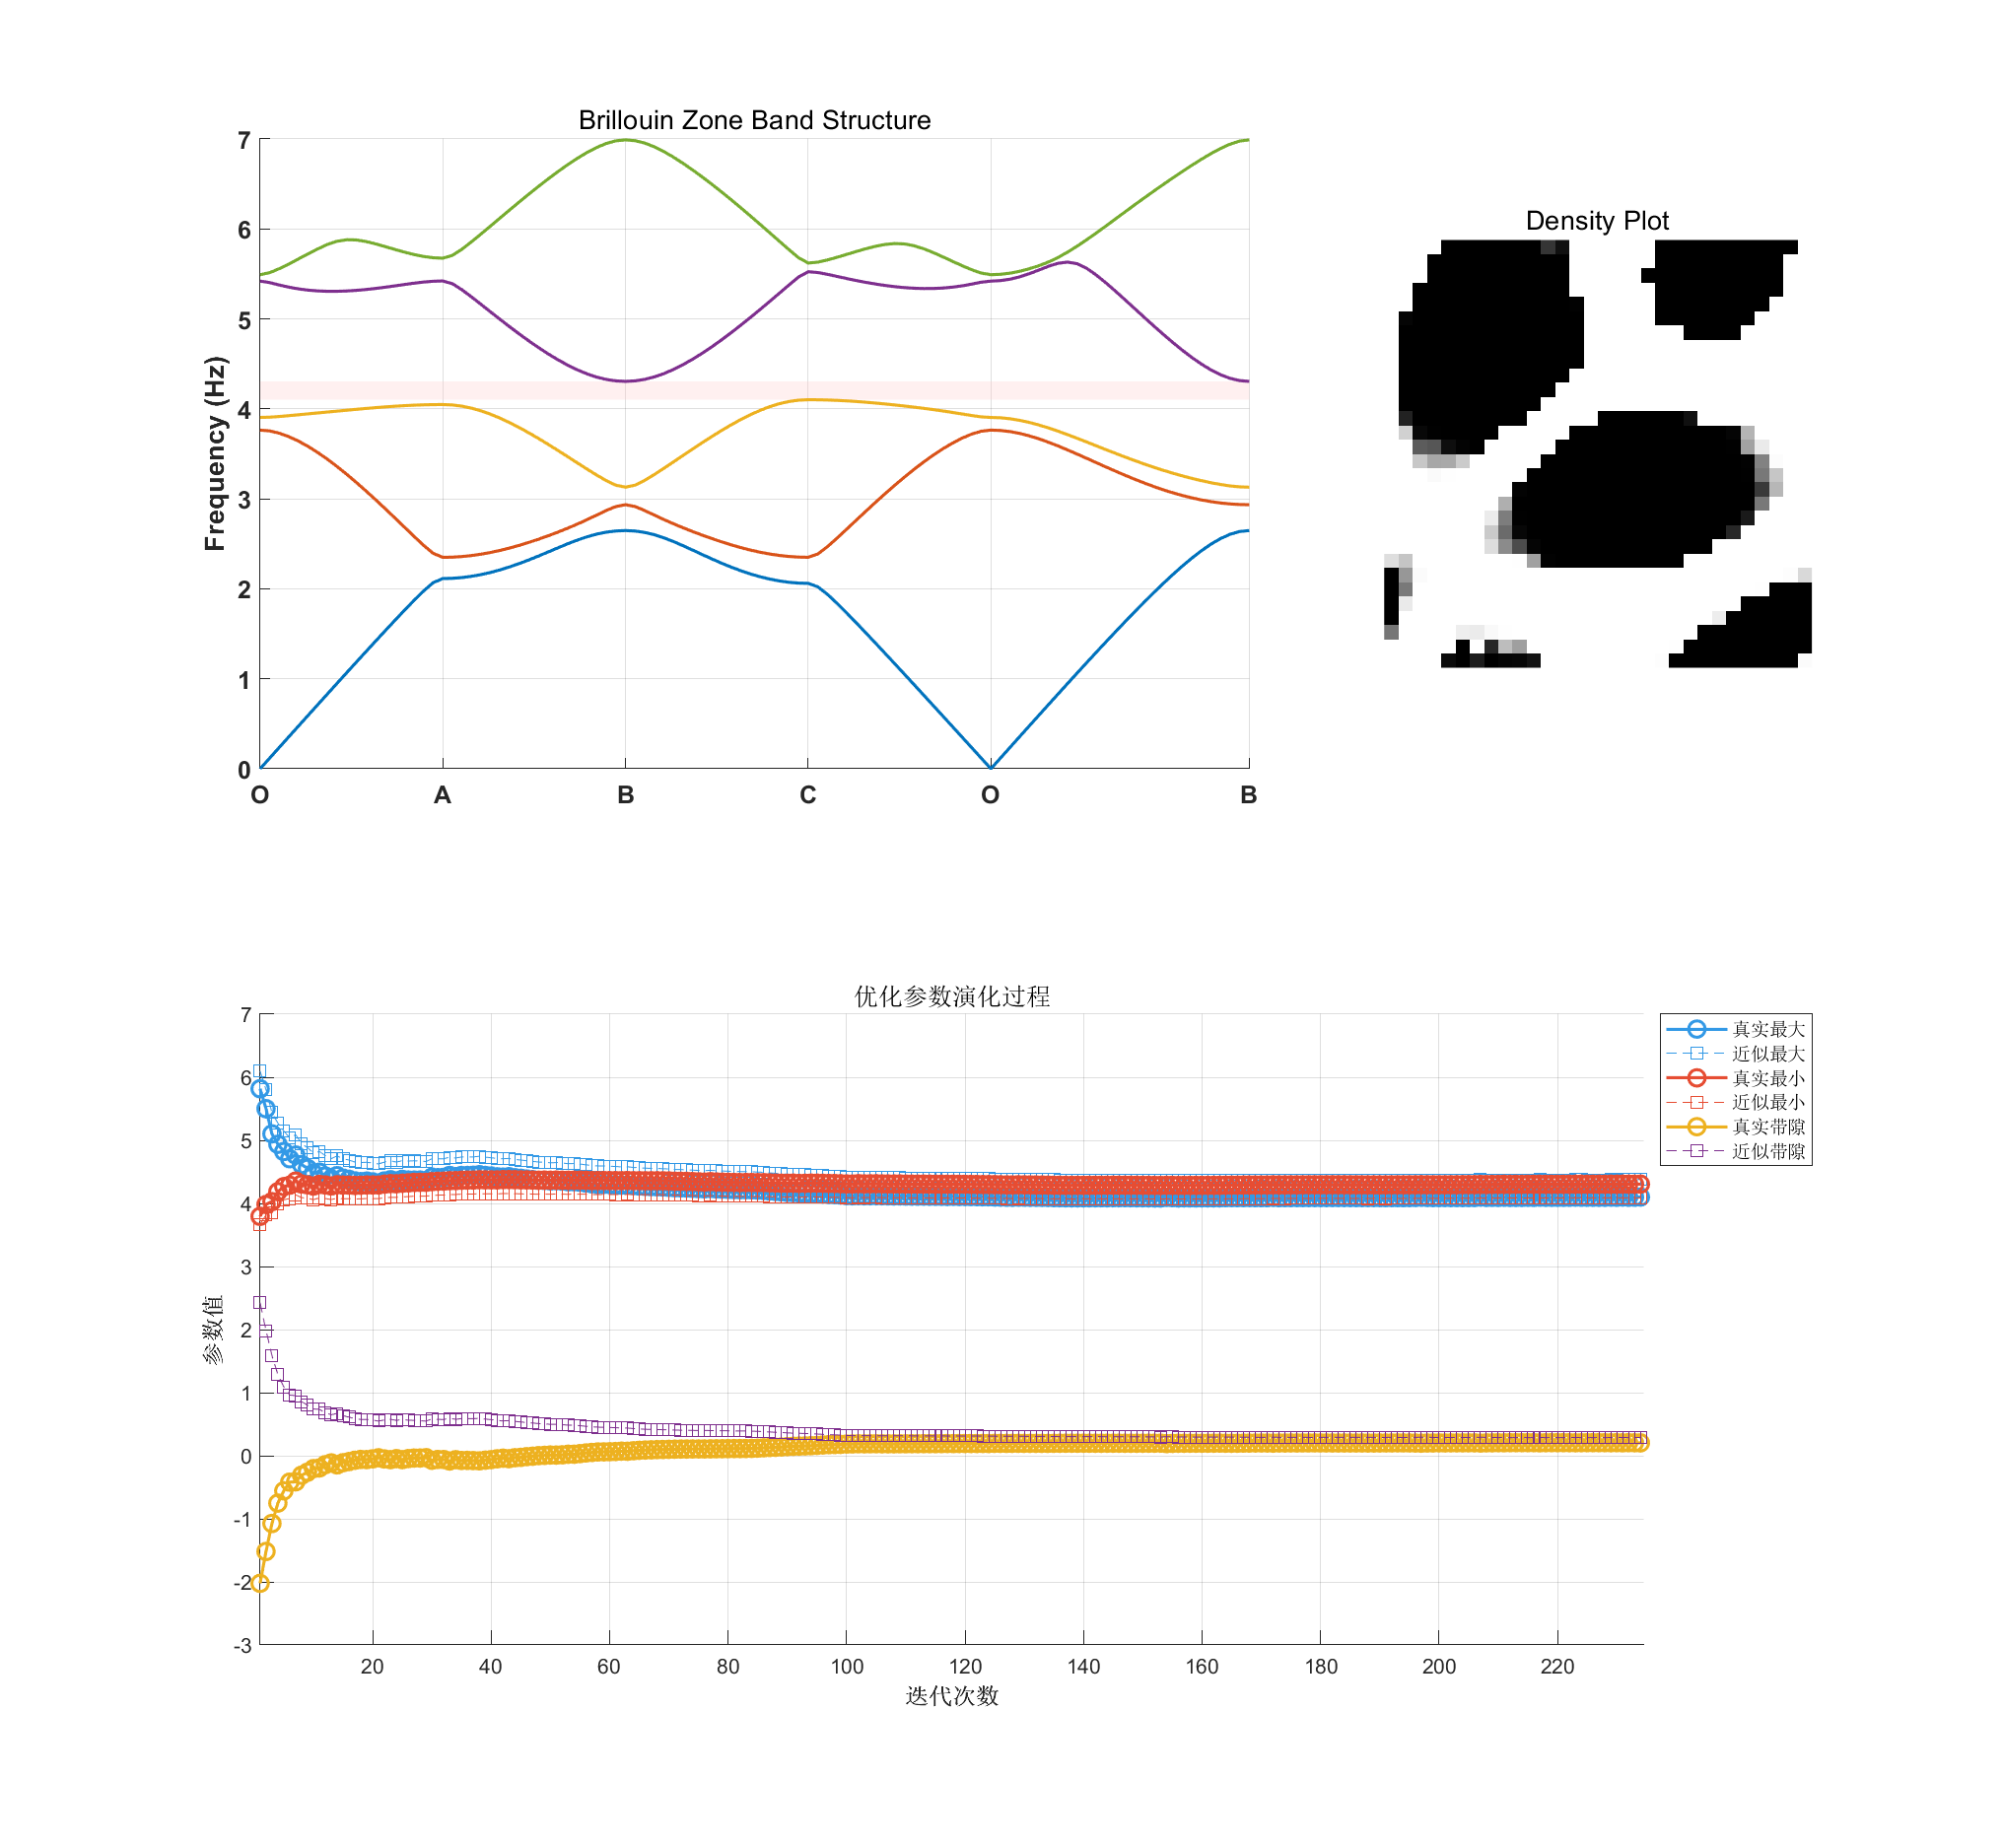 Brillouin Zone Band Structure
7
6
5
4
3
2
1
0
Frequency (Hz)
O A B C O B
Density Plot
优化参数演化过程
7
6
5
4
3
2
1
0
-1
-2
-3
参数值
20 40 60 80 100 120 140 160 180 200 220
迭代次数
真实最大
近似最大
真实最小
近似最小
真实带隙
近似带隙